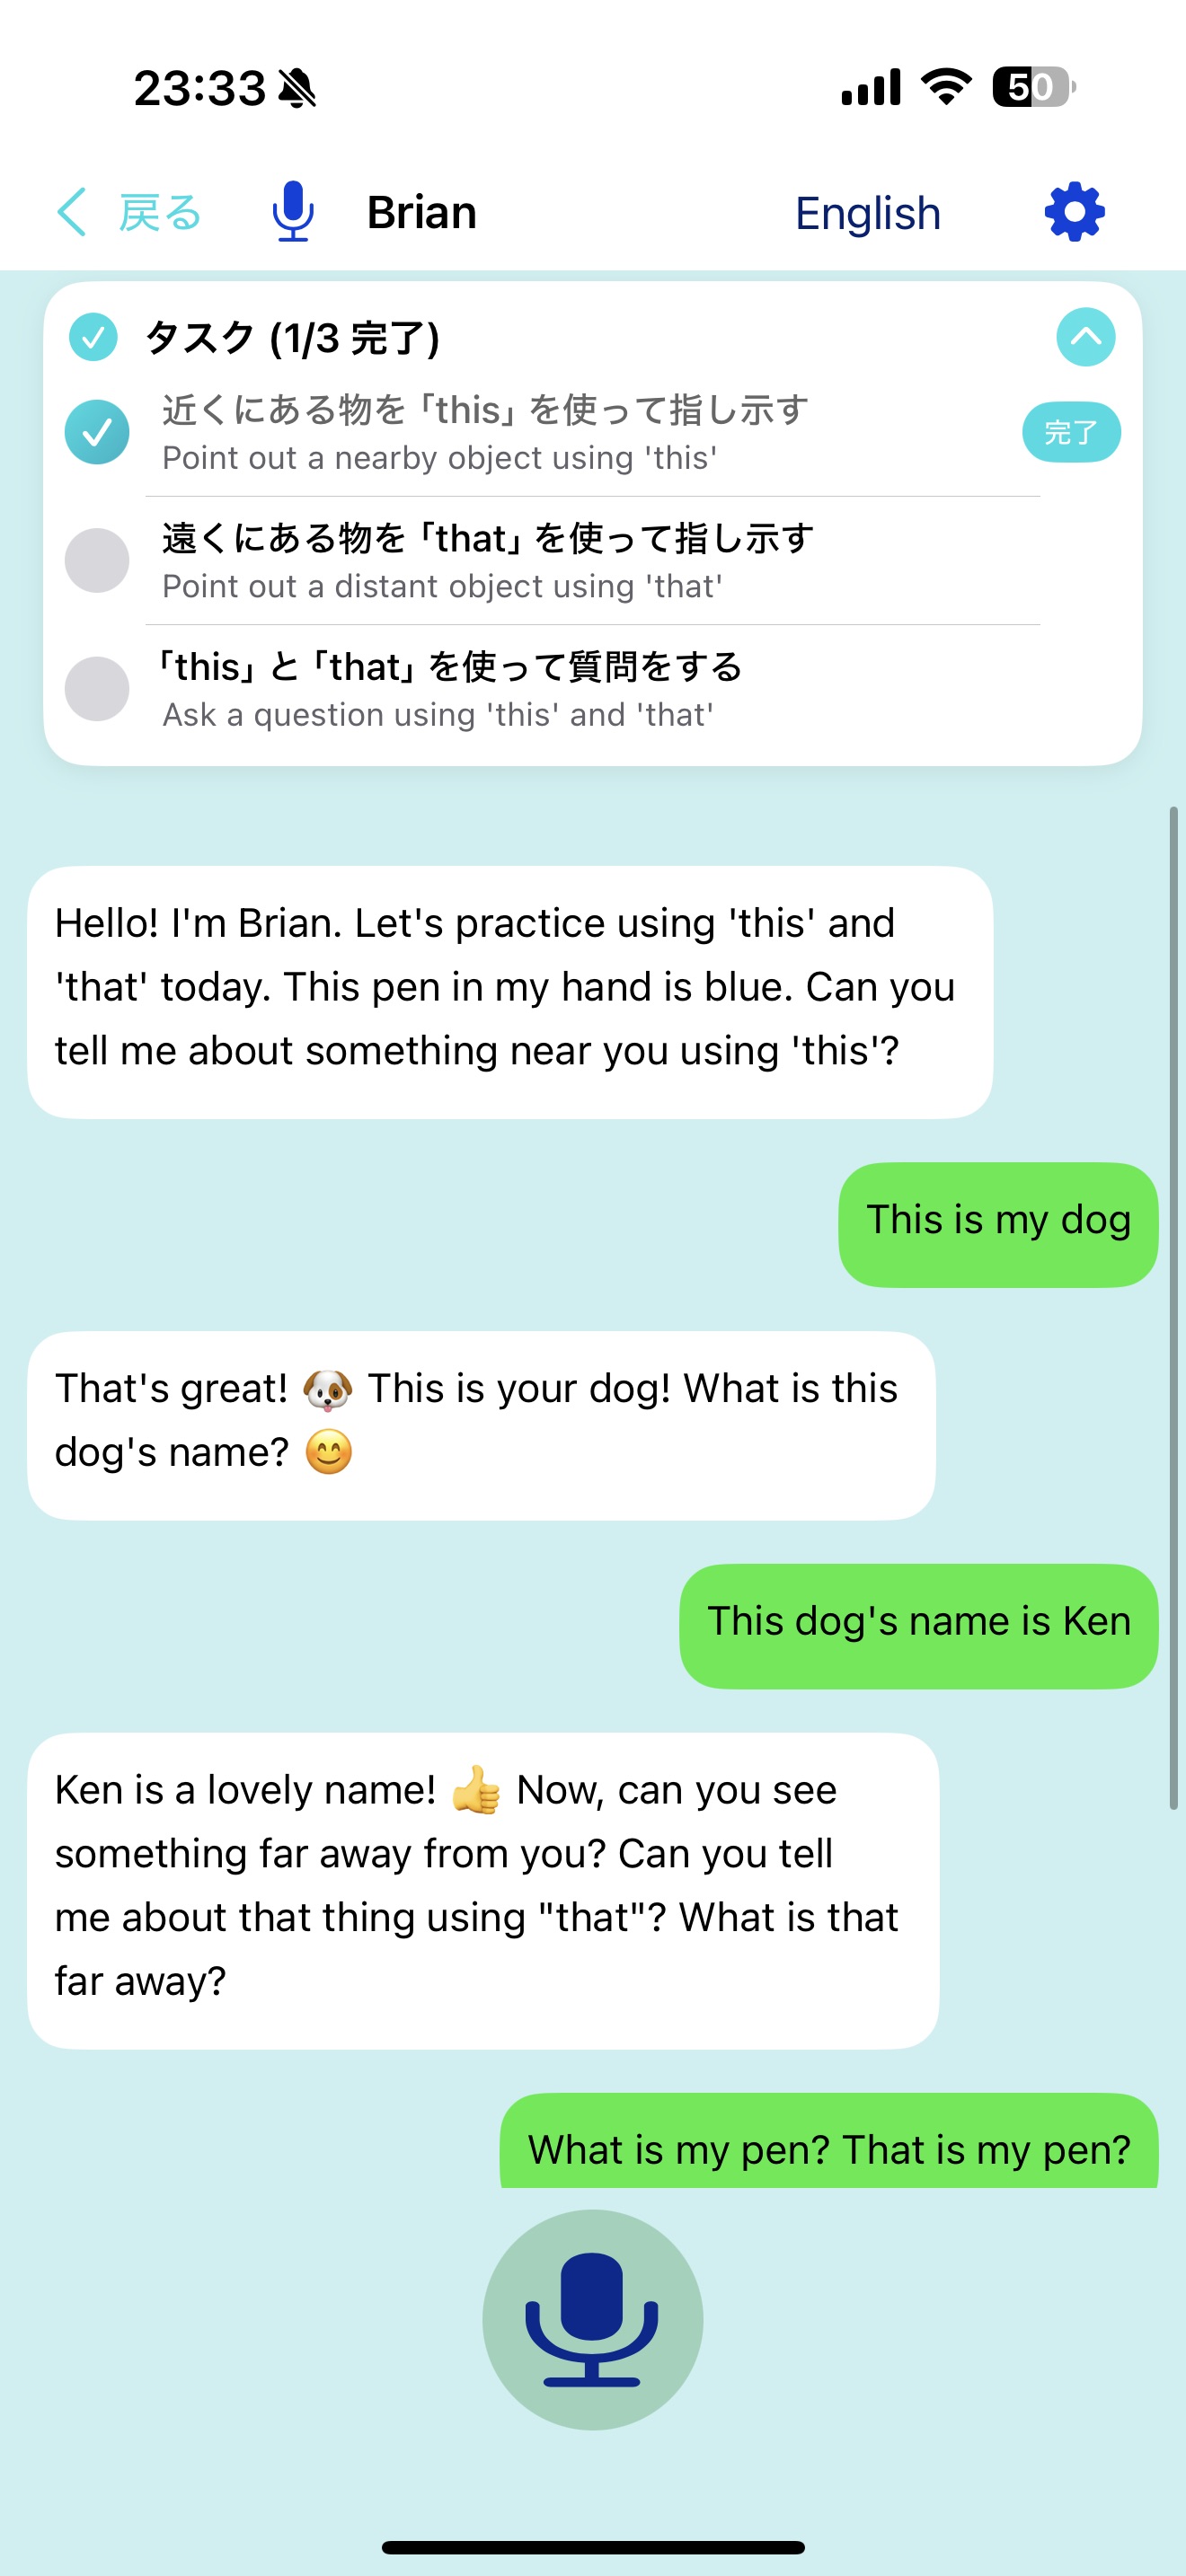 23:33
50
戻る Brian English
タスク (1/3 完了)
近くにある物を「this」を使って指し示す
Point out a nearby object using 'this'
完了
遠くにある物を「that」を使って指し示す
Point out a distant object using 'that'
「this」と「that」を使って質問をする
Ask a question using 'this' and 'that'
Hello! I'm Brian. Let's practice using 'this' and
'that' today. This pen in my hand is blue. Can you
tell me about something near you using 'this'?
This is my dog
That's great! 🐶 This is your dog! What is this
dog's name? 😊
This dog's name is Ken
Ken is a lovely name! 👍 Now, can you see
something far away from you? Can you tell
me about that thing using "that"? What is that
far away?
What is my pen? That is my pen?